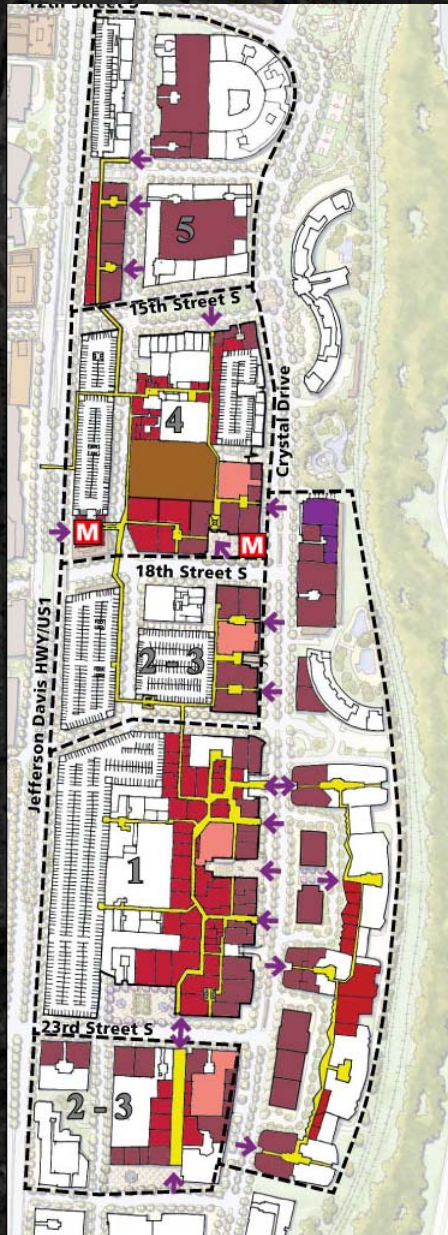 12th Street S
5
15th Street S
4
Crystal Drive
M
M
18th Street S
2 - 3
Jefferson Davis HWY/US1
1
23rd Street S
2 - 3